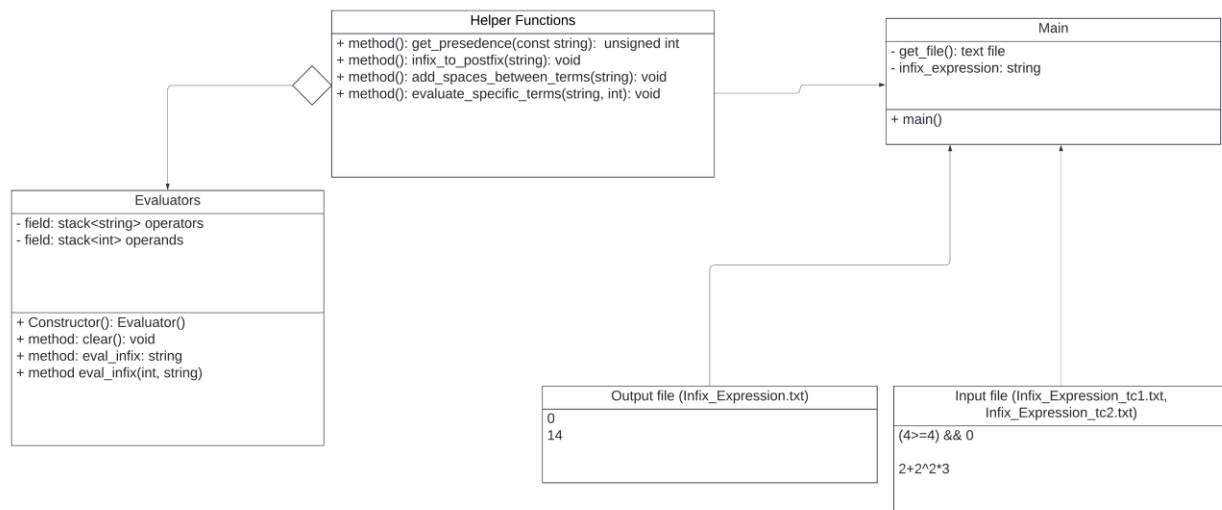 Helper Functions
+ method(): get_presedence(const string): unsigned int
+ method(): infix_to_postfix(string): void
+ method(): add_spaces_between_terms(string): void
+ method(): evaluate_specific_terms(string, int): void
Main
- get_file(): text file
- infix_expression: string
+ main()
Evaluators
- field: stack<string> operators
- field: stack<int> operands
+ Constructor(): Evaluator()
+ method: clear(): void
+ method: eval_infix: string
+ method eval_infix(int, string)
Output file (Infix_Expression.txt)
0
14
Input file (Infix_Expression_tc1.txt,
Infix_Expression_tc2.txt)
(4>=4) && 0
2+2^2*3